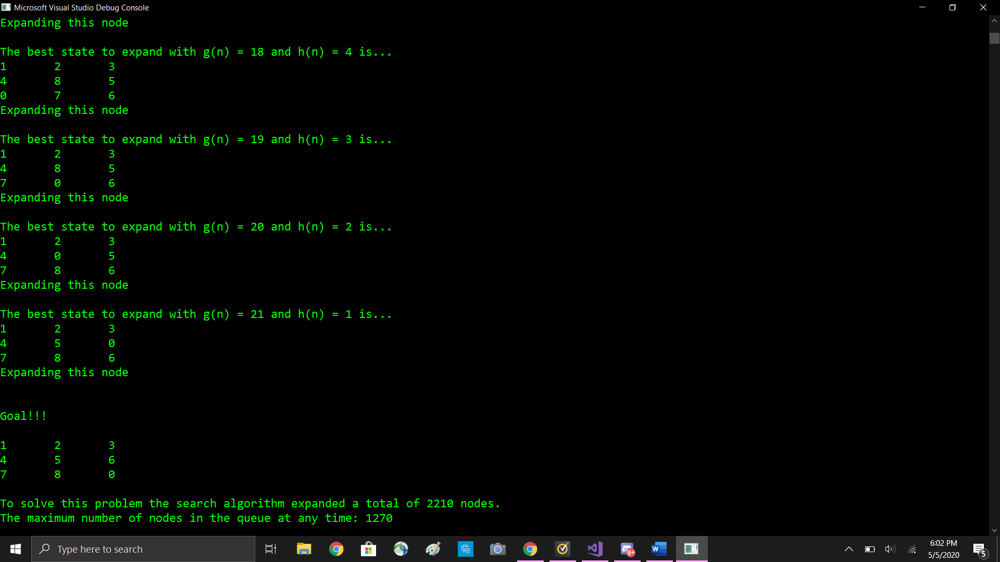 Microsoft Visual Studio Debug Console
Expanding this node
The best state to expand with g(n) = 18 and h(n) = 4 is...
1 2 3
4 8 5
0 7 6
Expanding this node
The best state to expand with g(n) = 19 and h(n) = 3 is...
1 2 3
4 8 5
7 0 6
Expanding this node
The best state to expand with g(n) = 20 and h(n) = 2 is...
1 2 3
4 0 5
7 8 6
Expanding this node
The best state to expand with g(n) = 21 and h(n) = 1 is...
1 2 3
4 5 0
7 8 6
Expanding this node
Goal!!!
1 2 3
4 5 6
7 8 0
To solve this problem the search algorithm expanded a total of 2210 nodes.
The maximum number of nodes in the queue at any time: 1270
Type here to search
9+
W
6:02 PM
5/5/2020
5